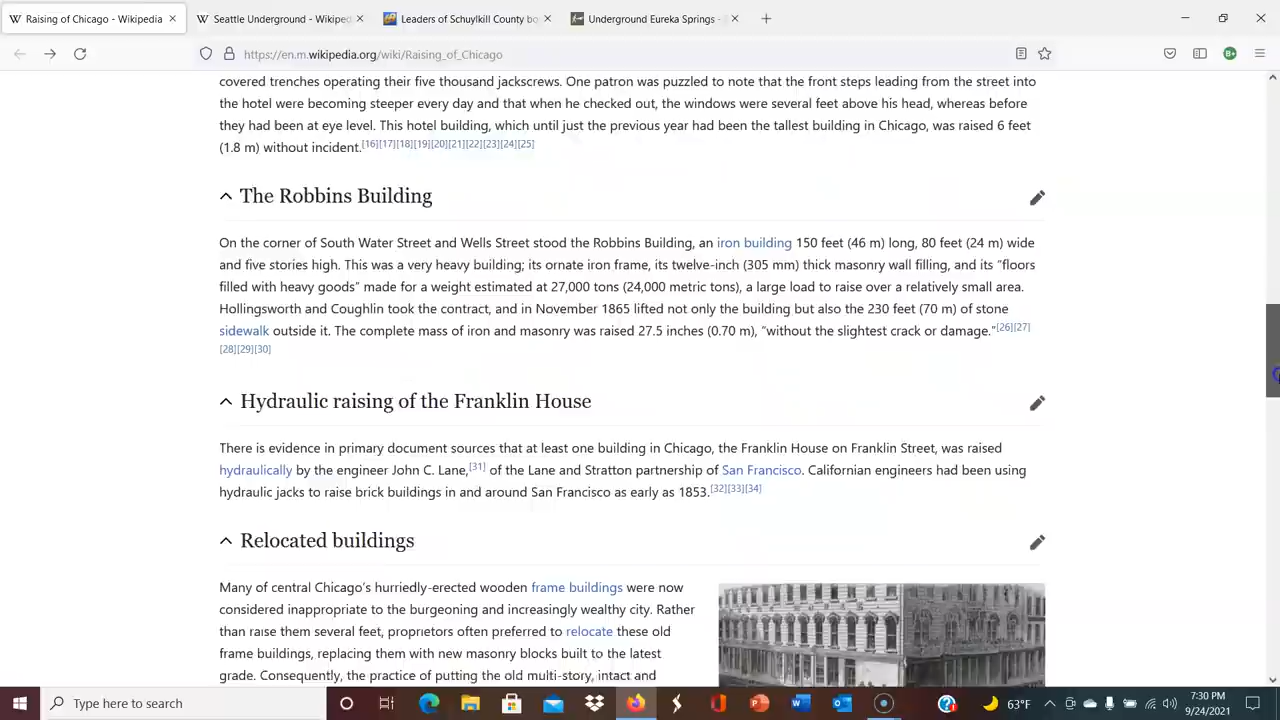 Raising of Chicago - Wikipedia
Seattle Underground - Wikiped
Leaders of Schuylkill County bo
Underground Eureka Springs -
https://en.m.wikipedia.org/wiki/Raising_of_Chicago
covered trenches operating their five thousand jackscrews. One patron was puzzled to note that the front steps leading from the street into
the hotel were becoming steeper every day and that when he checked out, the windows were several feet above his head, whereas before
they had been at eye level. This hotel building, which until just the previous year had been the tallest building in Chicago, was raised 6 feet
(1.8 m) without incident.[16][17][18][19][20][21][22][23][24][25]
The Robbins Building
On the corner of South Water Street and Wells Street stood the Robbins Building, an iron building 150 feet (46 m) long, 80 feet (24 m) wide
and five stories high. This was a very heavy building; its ornate iron frame, its twelve-inch (305 mm) thick masonry wall filling, and its "floors
filled with heavy goods" made for a weight estimated at 27,000 tons (24,000 metric tons), a large load to raise over a relatively small area.
Hollingsworth and Coughlin took the contract, and in November 1865 lifted not only the building but also the 230 feet (70 m) of stone
sidewalk outside it. The complete mass of iron and masonry was raised 27.5 inches (0.70 m), "without the slightest crack or damage."[26][27]
[28][29][30]
Hydraulic raising of the Franklin House
There is evidence in primary document sources that at least one building in Chicago, the Franklin House on Franklin Street, was raised
hydraulically by the engineer John C. Lane,[31] of the Lane and Stratton partnership of San Francisco. Californian engineers had been using
hydraulic jacks to raise brick buildings in and around San Francisco as early as 1853.[32][33][34]
Relocated buildings
Many of central Chicago's hurriedly-erected wooden frame buildings were now
considered inappropriate to the burgeoning and increasingly wealthy city. Rather
than raise them several feet, proprietors often preferred to relocate these old
frame buildings, replacing them with new masonry blocks built to the latest
grade. Consequently, the practice of putting the old multi-story, intact and
Type here to search
63°F
7:30 PM
9/24/2021